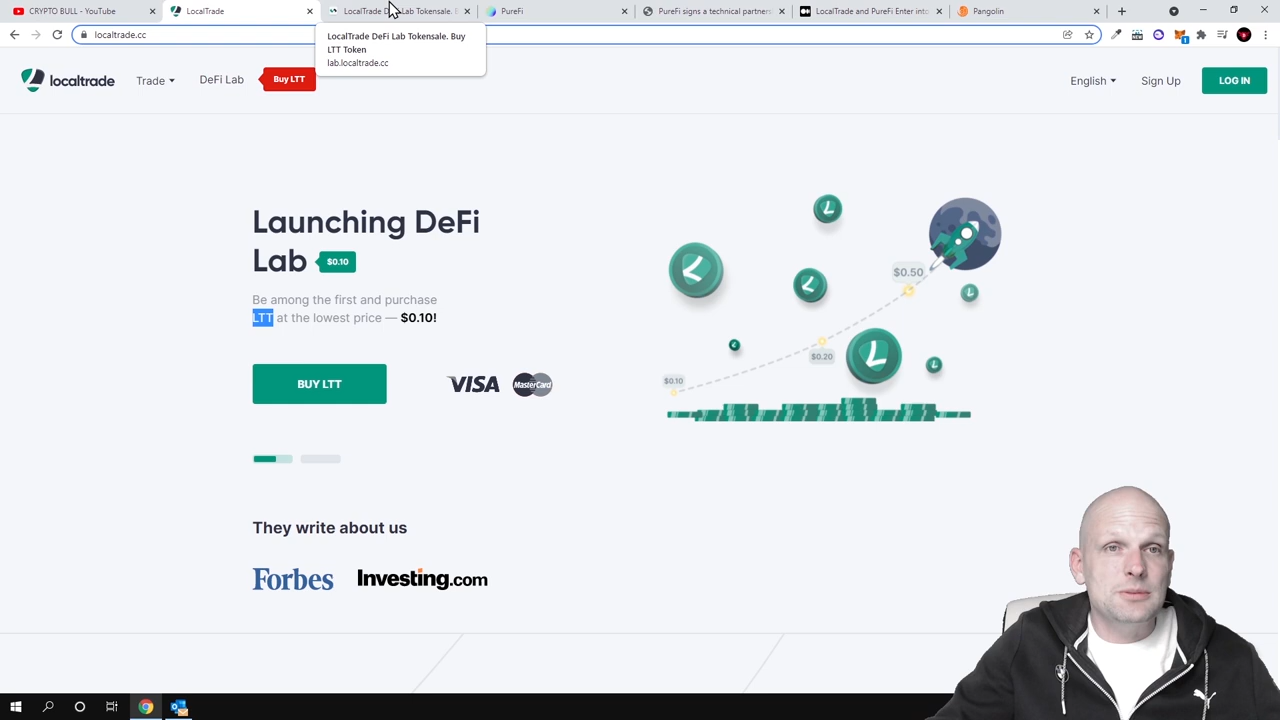 CRYPTO BULL - YouTube
LocalTrade
LocalTrade D Lab Tokensale.
PureFi
PureFi signs a technical partners
LocalTrade and PureFi Enter into
Pangolin
localtrade.cc
LocalTrade DeFi Lab Tokensale. Buy
LTT Token
lab.localtrade.cc
localtrade
Trade
DeFi Lab
Buy LTT
English
Sign Up
LOG IN
Launching DeFi
Lab $0.10
Be among the first and purchase
LTT at the lowest price — $0.10!
BUY LTT
VISA
MasterCard
$0.50
$0.20
$0.10
They write about us
Forbes
Investing.com
PUMA